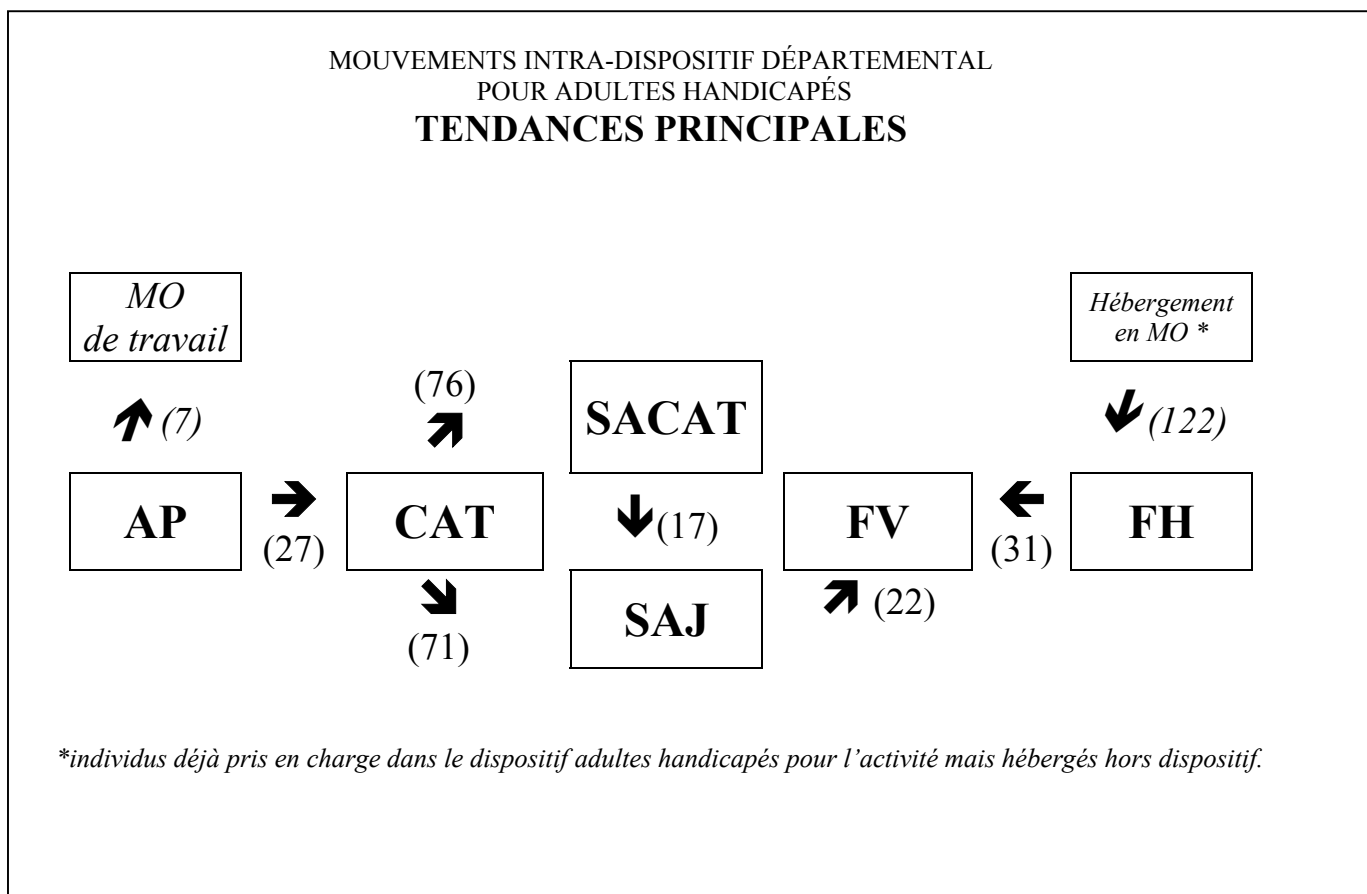 MOUVEMENTS INTRA-DISPOSITIF DÉPARTEMENTAL
POUR ADULTES HANDICAPÉS
TENDANCES PRINCIPALES
MO
de travail
Hébergement
en MO *
(76)
SACAT
(7)
(122)
AP
CAT
(17)
FV
FH
(27)
(31)
(71)
SAJ
(22)
*individus déjà pris en charge dans le dispositif adultes handicapés pour l’activité mais hébergés hors dispositif.